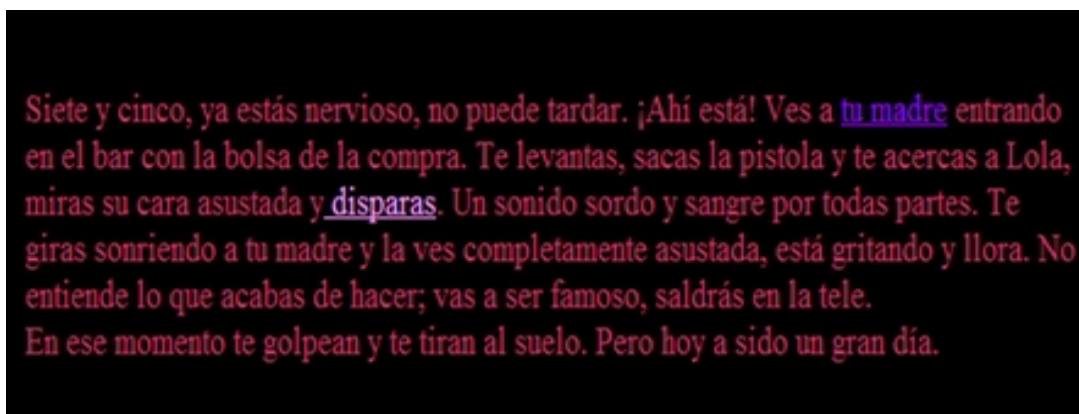 Siete y cinco, ya estás nervioso, no puede tardar. ¡Ahí está! Ves a tu madre entrando
en el bar con la bolsa de la compra. Te levantas, sacas la pistola y te acercas a Lola,
miras su cara asustada y disparas. Un sonido sordo y sangre por todas partes. Te
giras sonriendo a tu madre y la ves completamente asustada, está gritando y llora. No
entiende lo que acabas de hacer; vas a ser famoso, saldrás en la tele.
En ese momento te golpean y te tiran al suelo. Pero hoy a sido un gran día.